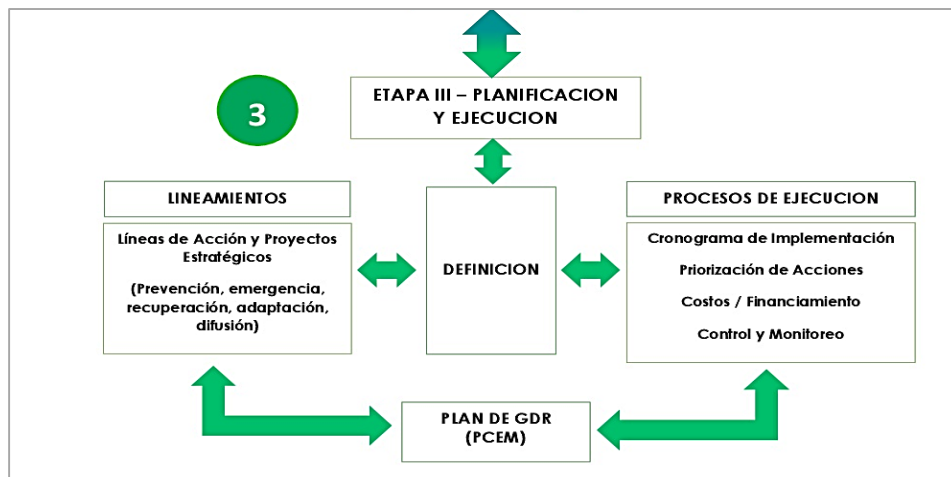 ETAPA III – PLANIFICACION
Y EJECUCION
3
LINEAMIENTOS
Líneas de Acción y Proyectos
Estratégicos
(Prevención, emergencia,
recuperación, adaptación,
difusión)
DEFINICION
PROCESOS DE EJECUCION
Cronograma de Implementación
Priorización de Acciones
Costos / Financiamiento
Control y Monitoreo
PLAN DE GDR
(PCEM)